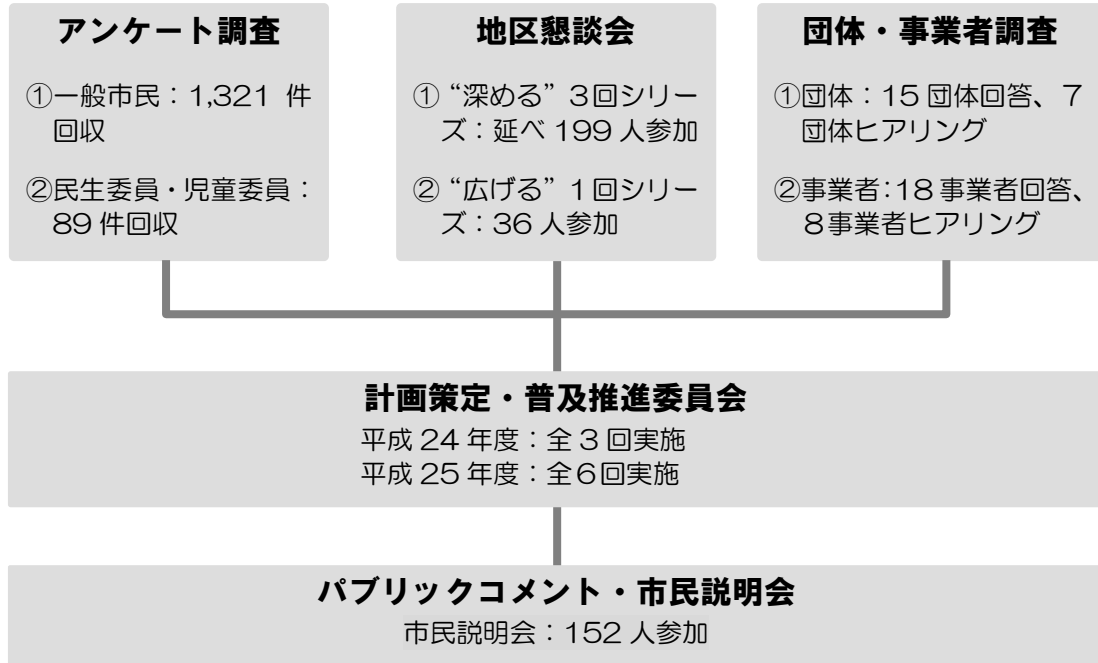 アンケート調査
①一般市民：1,321 件
回収
②民生委員・児童委員：
89 件回収
地区懇談会
①“深める”3回シリー
ズ：延べ 199 人参加
②“広げる”1回シリー
ズ：36 人参加
団体・事業者調査
①団体：15 団体回答、7
団体ヒアリング
②事業者：18 事業者回答、
8事業者ヒアリング
計画策定・普及推進委員会
平成 24 年度：全 3 回実施
平成 25 年度：全6回実施
パブリックコメント・市民説明会
市民説明会：152 人参加